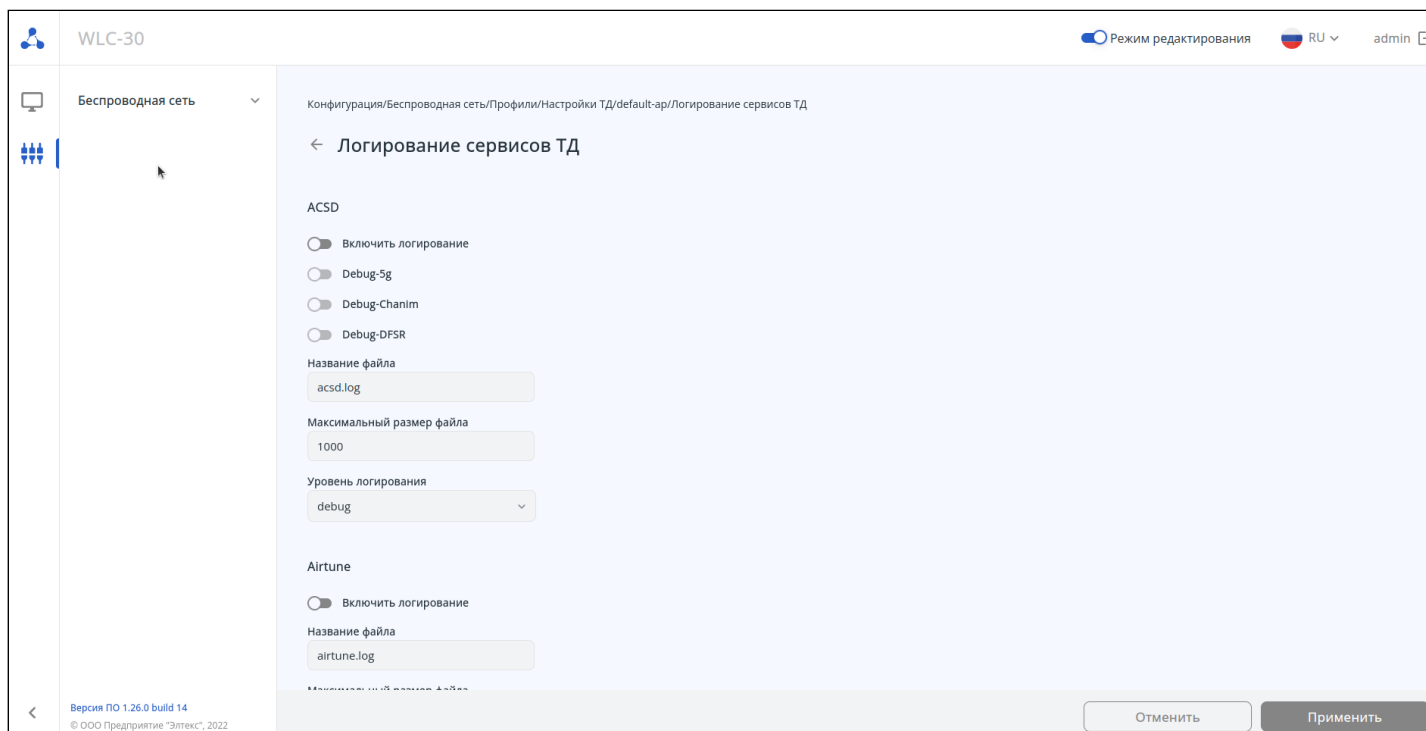 WLC-30
Режим редактирования
RU
admin
Беспроводная сеть
Конфигурация/Беспроводная сеть/Профили/Настройки ТД/default-ap/Логирование сервисов ТД
Логирование сервисов ТД
ACSD
Включить логирование
Debug-5g
Debug-Chanim
Debug-DFSR
Название файла
acsd.log
Максимальный размер файла
1000
Уровень логирования
debug
Airtune
Включить логирование
Название файла
airtune.log
Максимальный размер файла
Версия ПО 1.26.0 build 14
© ООО Предприятие "Элтекс", 2022
Отменить
Применить